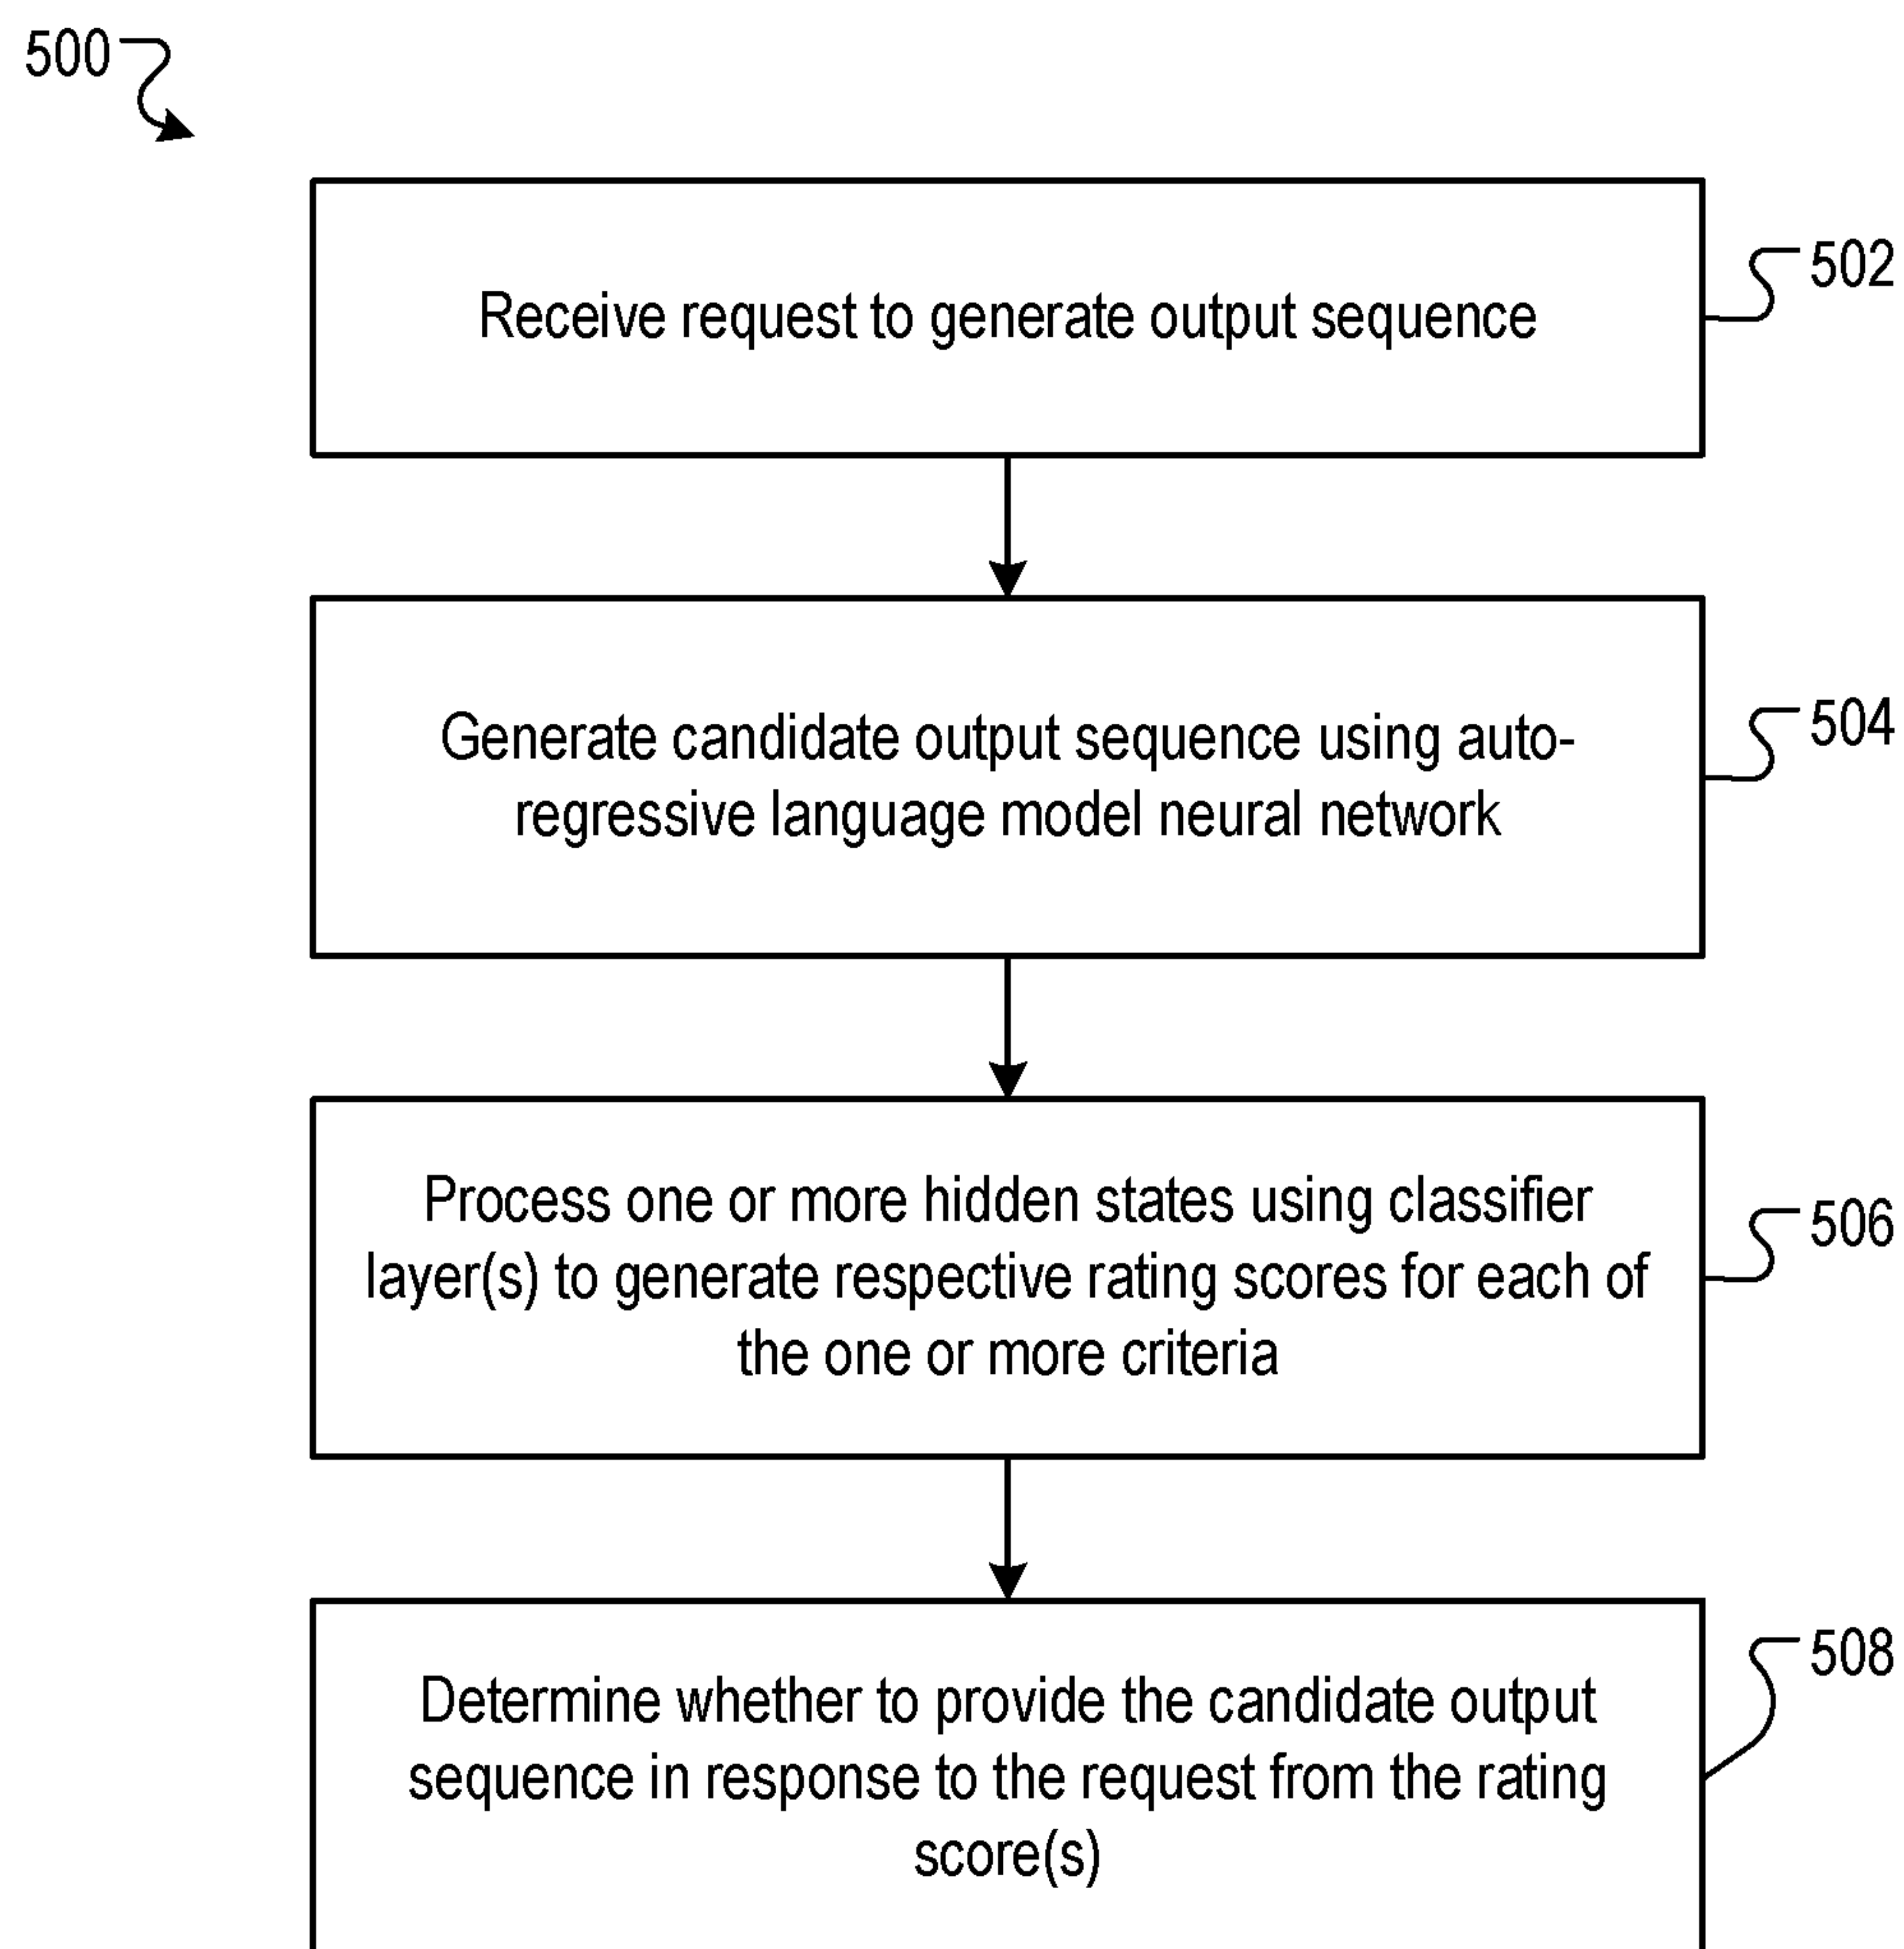 500
502
Receive request to generate output sequence
504
Generate candidate output sequence using auto-
regressive language model neural network
506
Process one or more hidden states using classifier
layer(s) to generate respective rating scores for each of
the one or more criteria
508
Determine whether to provide the candidate output
sequence in response to the request from the rating
score(s)